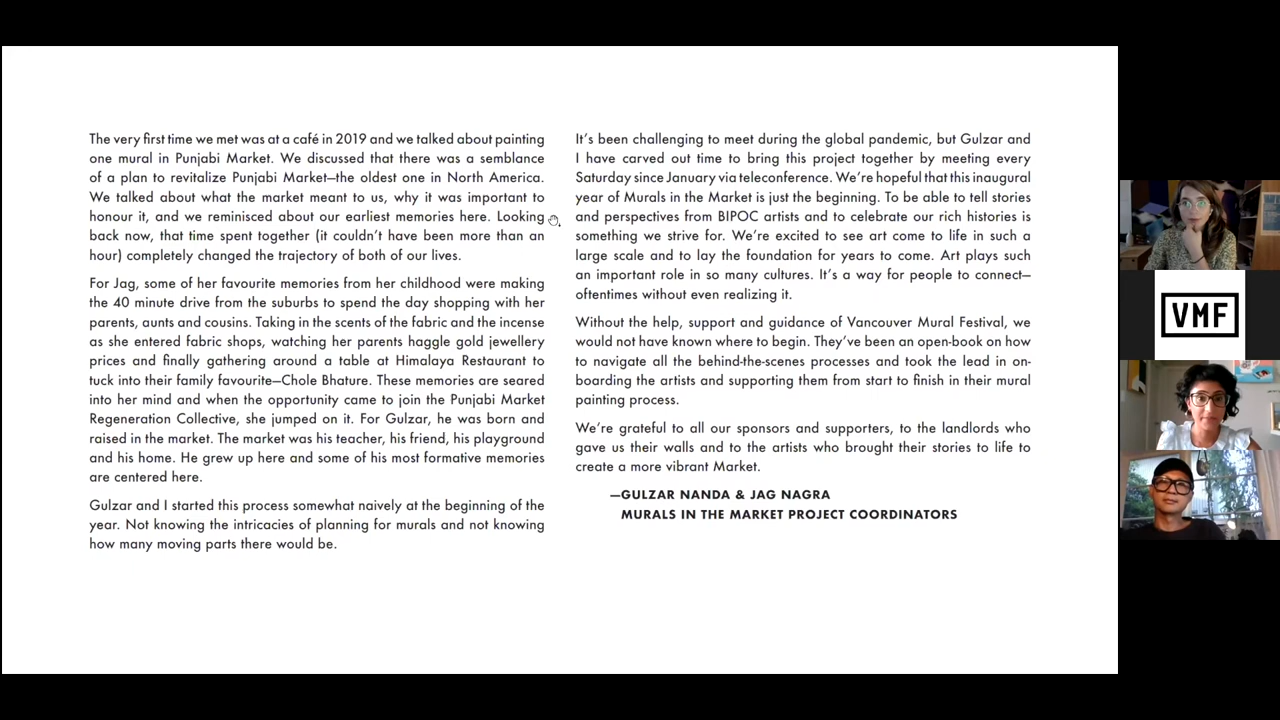 The very first time we met was at a café in 2019 and we talked about painting
one mural in Punjabi Market. We discussed that there was a semblance
of a plan to revitalize Punjabi Market—the oldest one in North America.
We talked about what the market meant to us, why it was important to
honour it, and we reminisced about our earliest memories here. Looking
back now, that time spent together (it couldn't have been more than an
hour) completely changed the trajectory of both of our lives.
For Jag, some of her favourite memories from her childhood were making
the 40 minute drive from the suburbs to spend the day shopping with her
parents, aunts and cousins. Taking in the scents of the fabric and the incense
as she entered fabric shops, watching her parents haggle gold jewellery
prices and finally gathering around a table at Himalaya Restaurant to
tuck into their family favourite—Chole Bhature. These memories are seared
into her mind and when the opportunity came to join the Punjabi Market
Regeneration Collective, she jumped on it. For Gulzar, he was born and
raised in the market. The market was his teacher, his friend, his playground
and his home. He grew up here and some of his most formative memories
are centered here.
Gulzar and I started this process somewhat naively at the beginning of the
year. Not knowing the intricacies of planning for murals and not knowing
how many moving parts there would be.
It's been challenging to meet during the global pandemic, but Gulzar and
I have carved out time to bring this project together by meeting every
Saturday since January via teleconference. We're hopeful that this inaugural
year of Murals in the Market is just the beginning. To be able to tell stories
and perspectives from BIPOC artists and to celebrate our rich histories is
something we strive for. We're excited to see art come to life in such a
large scale and to lay the foundation for years to come. Art plays such
an important role in so many cultures. It's a way for people to connect—
oftentimes without even realizing it.
Without the help, support and guidance of Vancouver Mural Festival, we
would not have known where to begin. They've been an open-book on how
to navigate all the behind-the-scenes processes and took the lead in on-
boarding the artists and supporting them from start to finish in their mural
painting process.
We're grateful to all our sponsors and supporters, to the landlords who
gave us their walls and to the artists who brought their stories to life to
create a more vibrant Market.
—GULZAR NANDA & JAG NAGRA
MURALS IN THE MARKET PROJECT COORDINATORS
VMF